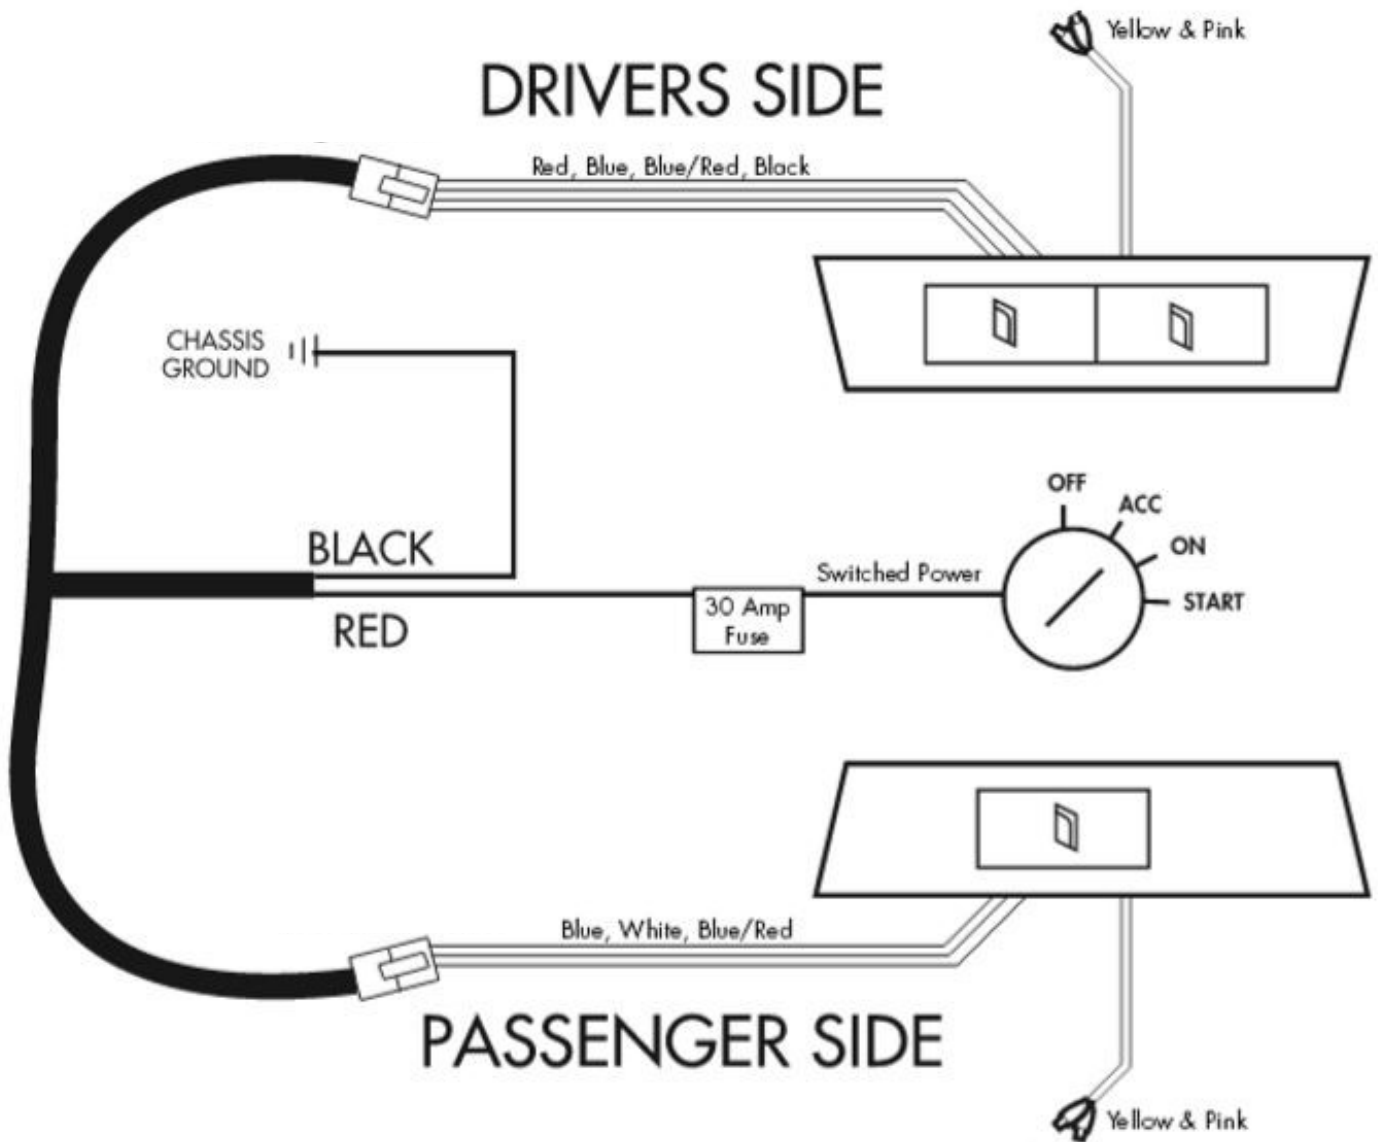 Yellow & Pink
DRIVERS SIDE
Red, Blue, Blue/Red, Black
CHASSIS
GROUND
OFF
ACC
ON
START
BLACK
Switched Power
30 Amp
Fuse
RED
Blue, White, Blue/Red
PASSENGER SIDE
Yellow & Pink